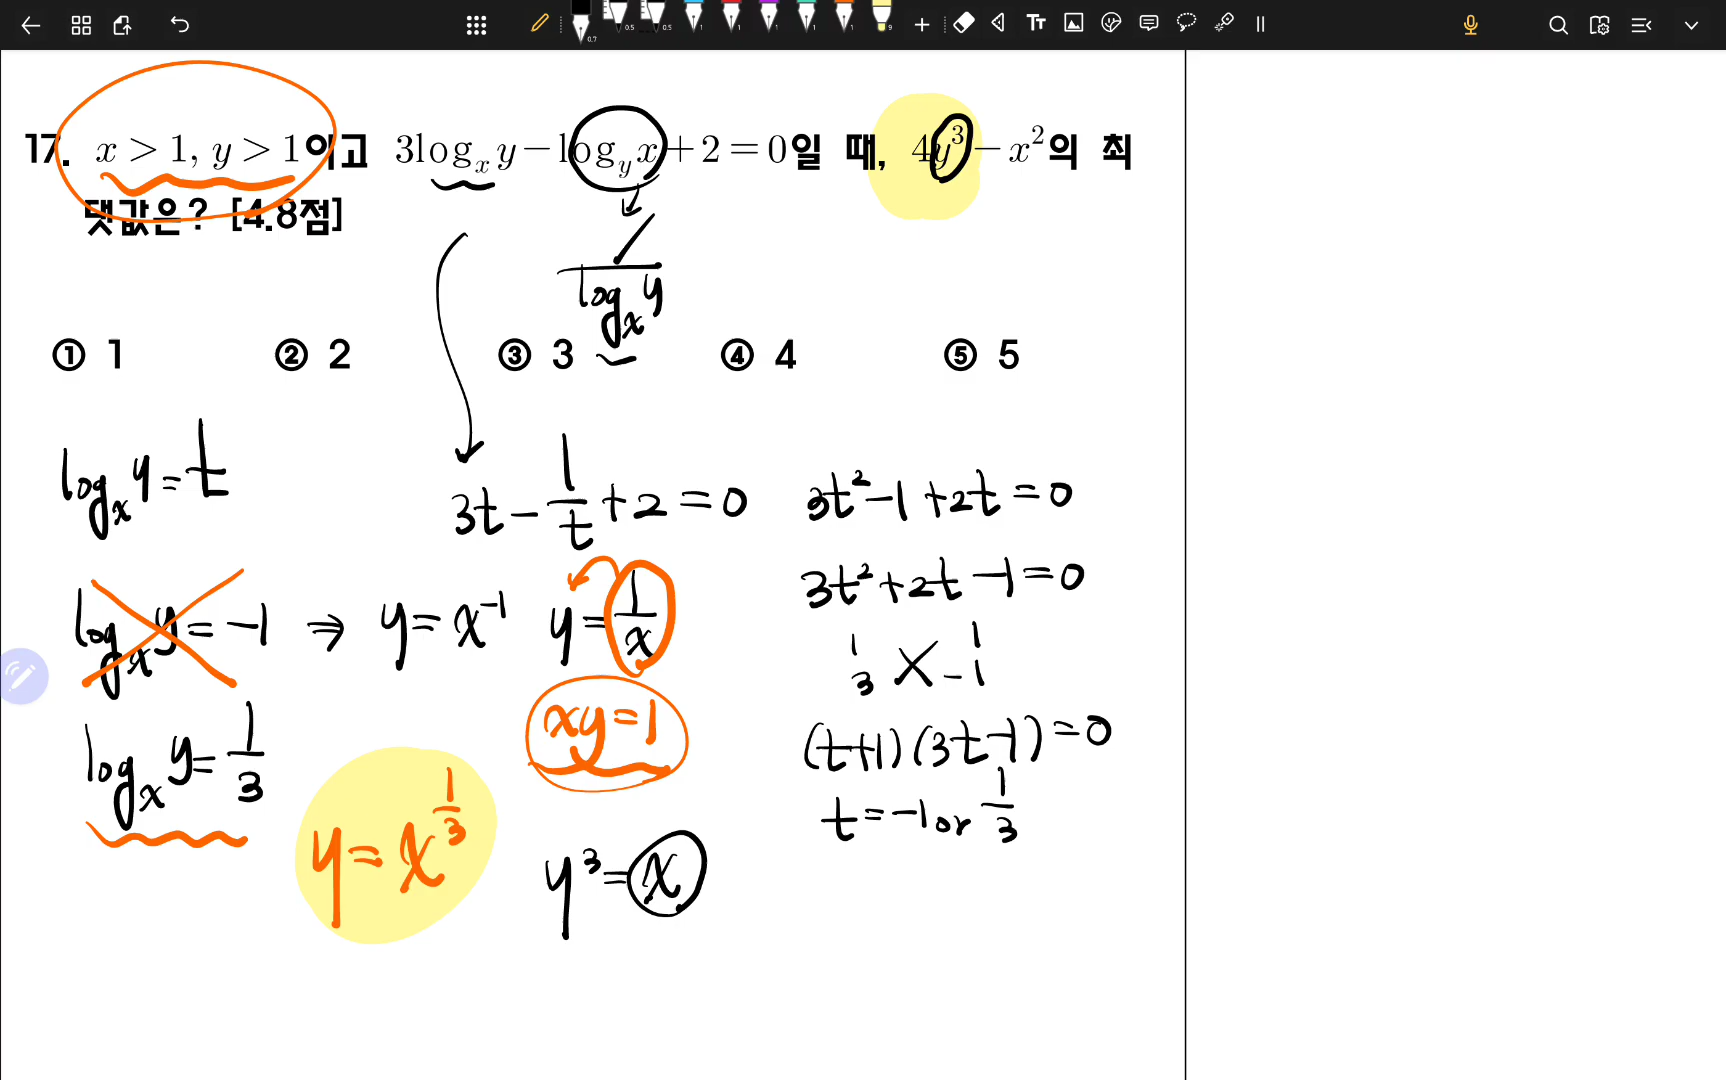 17. x > 1, y > 1이고 3log_x y − log_y x + 2 = 0일 때, 4y³ − x²의 최
댓값은? [4.8점]
1/log_x y
① 1 ② 2 ③ 3 ④ 4 ⑤ 5
log_x y = t
3t − 1/t + 2 = 0
3t² − 1 + 2t = 0
3t² + 2t − 1 = 0
log_x y = −1 ⇒ y = x⁻¹ y = 1/x
1 1
3 × −1
xy = 1
(t+1)(3t−1) = 0
log_x y = 1/3
t = −1 or 1/3
y = x^(1/3)
y³ = x